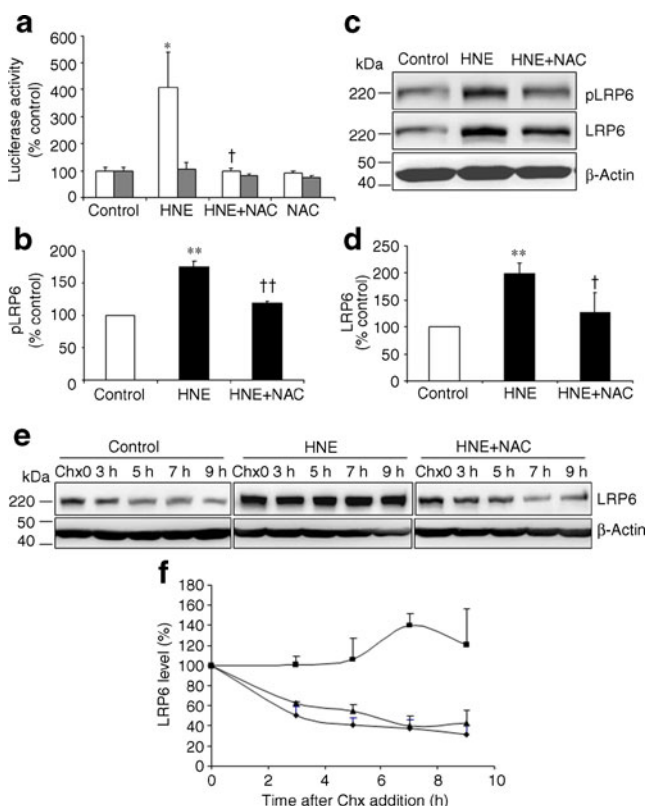 a
Luciferase activity
(% control)
600
500
400
300
200
100
0
*
†
Control HNE HNE+NAC NAC
b
pLRP6
(% control)
200
150
100
50
0
**
††
Control HNE HNE+NAC
c
Control HNE HNE+NAC
kDa
220 pLRP6
220 LRP6
50
40 β-Actin
d
LRP6
(% control)
250
200
150
100
50
0
**
†
Control HNE HNE+NAC
e
Control HNE HNE+NAC
kDa Chx0 3 h 5 h 7 h 9 h Chx0 3 h 5 h 7 h 9 h Chx0 3 h 5 h 7 h 9 h
220 LRP6
50
40 β-Actin
f
LRP6 level (%)
180
160
140
120
100
80
60
40
20
0
0 2 4 6 8 10
Time after Chx addition (h)